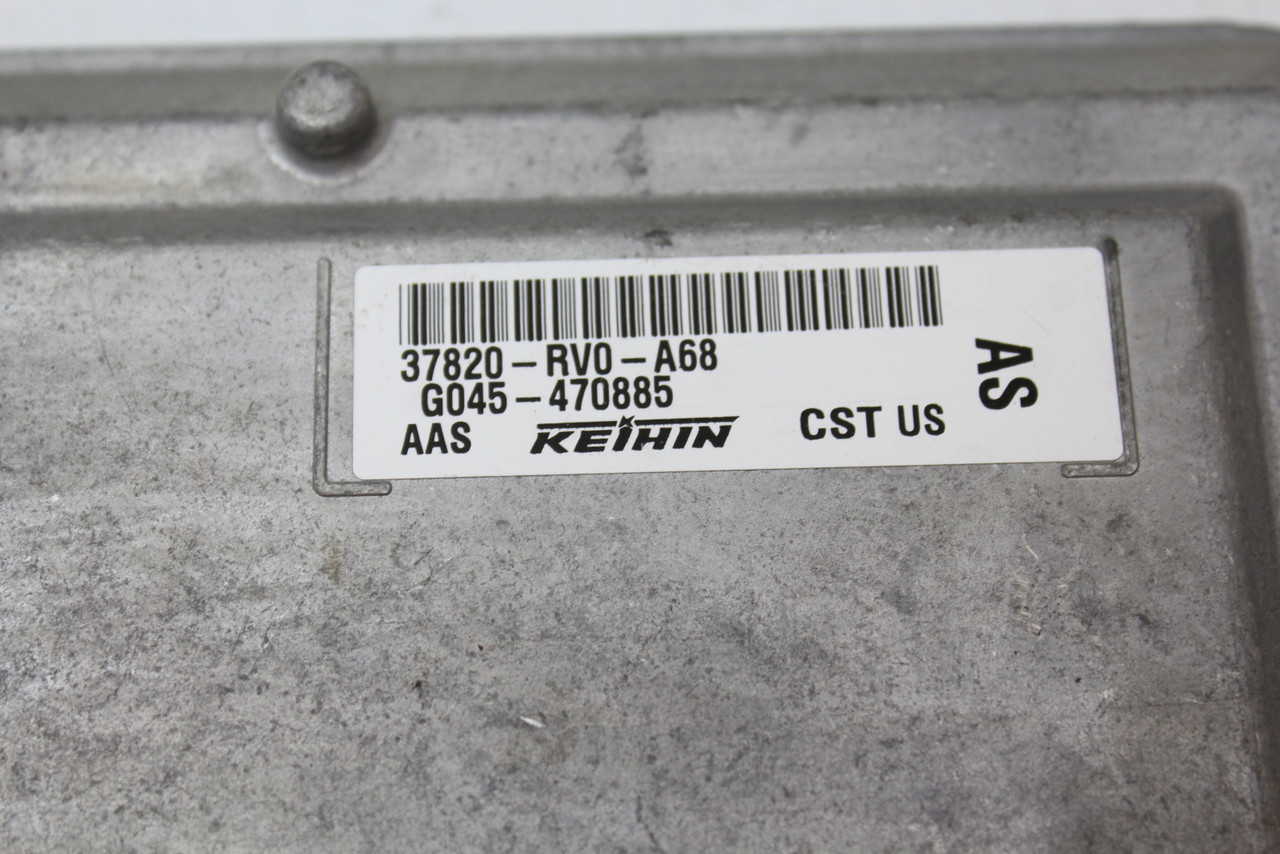 37820-RV0-A68
G045-470885
AAS KEIHIN CST US
AS